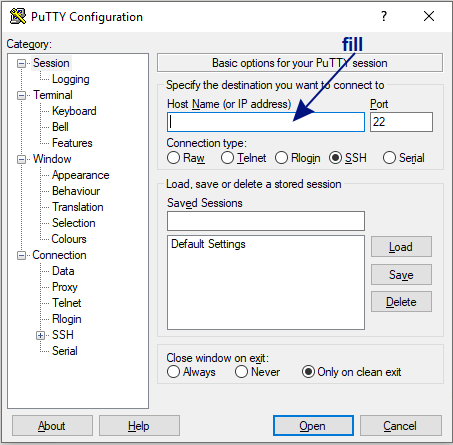 PuTTY Configuration
?
fill
Category:
Session
Logging
Terminal
Keyboard
Bell
Features
Window
Appearance
Behaviour
Translation
Selection
Colours
Connection
Data
Proxy
Telnet
Rlogin
SSH
Serial
Basic options for your PuTTY session
Specify the destination you want to connect to
Host Name (or IP address) Port
22
Connection type:
Raw Telnet Rlogin SSH Serial
Load, save or delete a stored session
Saved Sessions
Default Settings
Load
Save
Delete
Close window on exit:
Always Never Only on clean exit
About Help Open Cancel